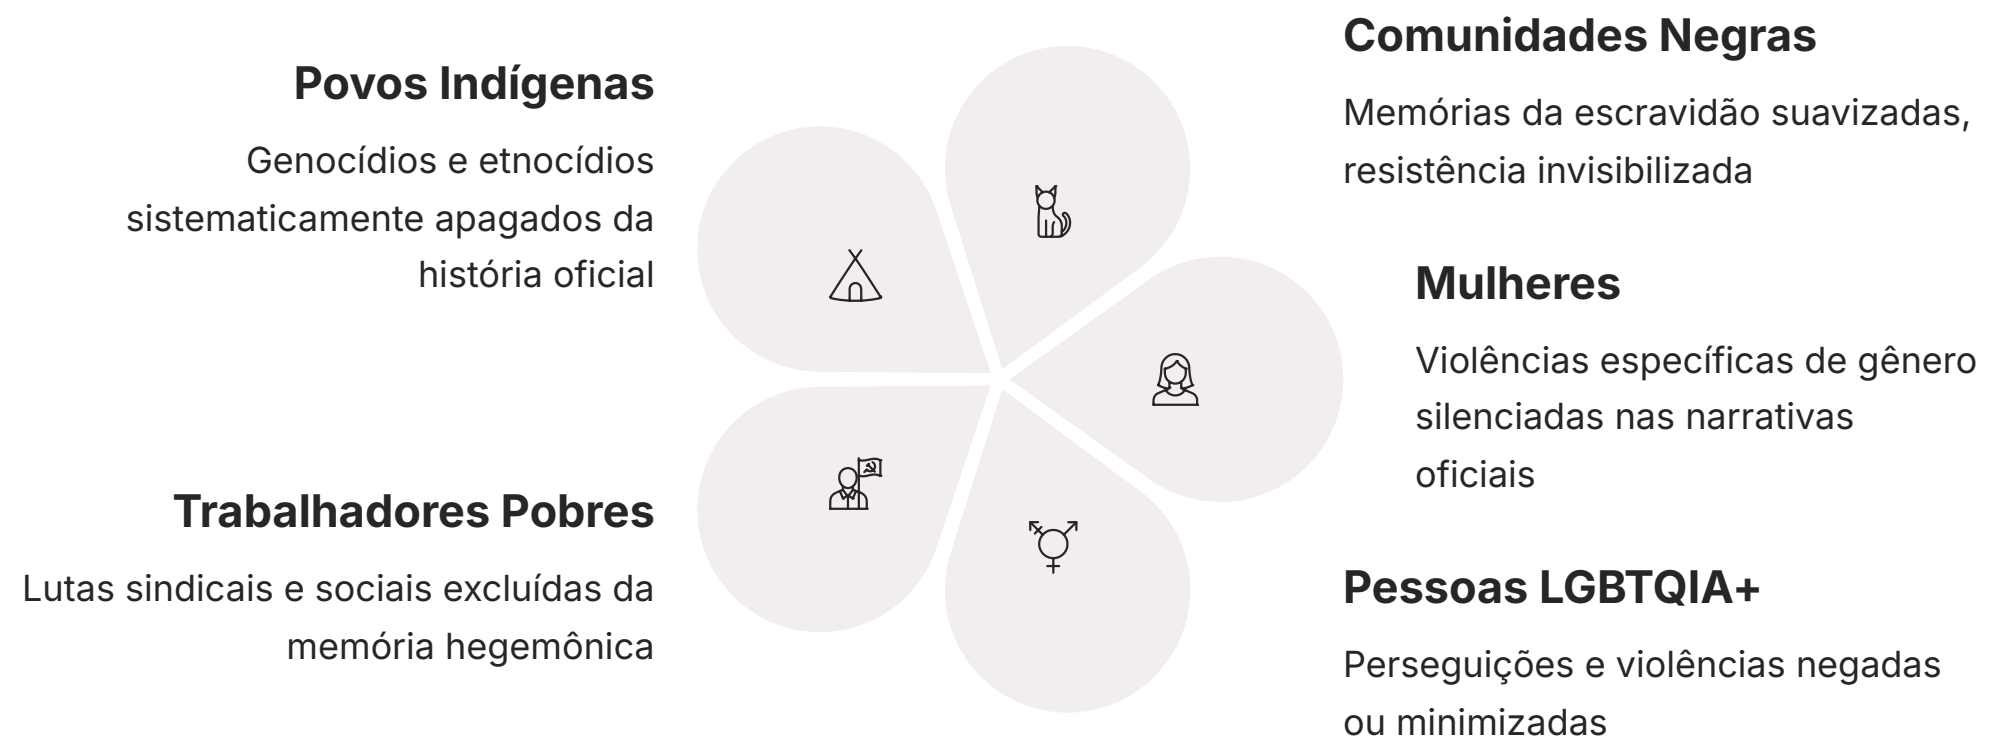 Povos Indígenas
Genocídios e etnocídios
sistematicamente apagados da
história oficial
Comunidades Negras
Memórias da escravidão suavizadas,
resistência invisibilizada
Mulheres
Violências específicas de gênero
silenciadas nas narrativas
oficiais
Trabalhadores Pobres
Lutas sindicais e sociais excluídas da
memória hegemônica
Pessoas LGBTQIA+
Perseguições e violências negadas
ou minimizadas